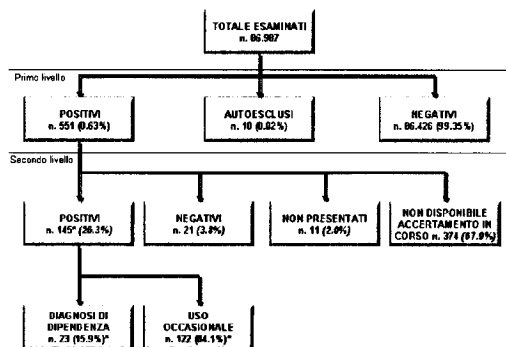 TOTALE ESAMINATI
n. 86.987
Primo livello
POSITIVI
n. 551 (0.63%)
AUTOESCLUSI
n. 10 (0.02%)
NEGATIVI
n. 86.426 (99.35%)
Secondo livello
POSITIVI
n. 145* (26.3%)
NEGATIVI
n. 21 (3.8%)
NON PRESENTATI
n. 11 (2.0%)
NON DISPONIBILE
ACCERTAMENTO IN
CORSO n. 374 (67.9%)
DIAGNOSI DI
DIPENDENZA
n. 23 (15.9%)*
USO
OCCASIONALE
n. 122 (84.1%)*